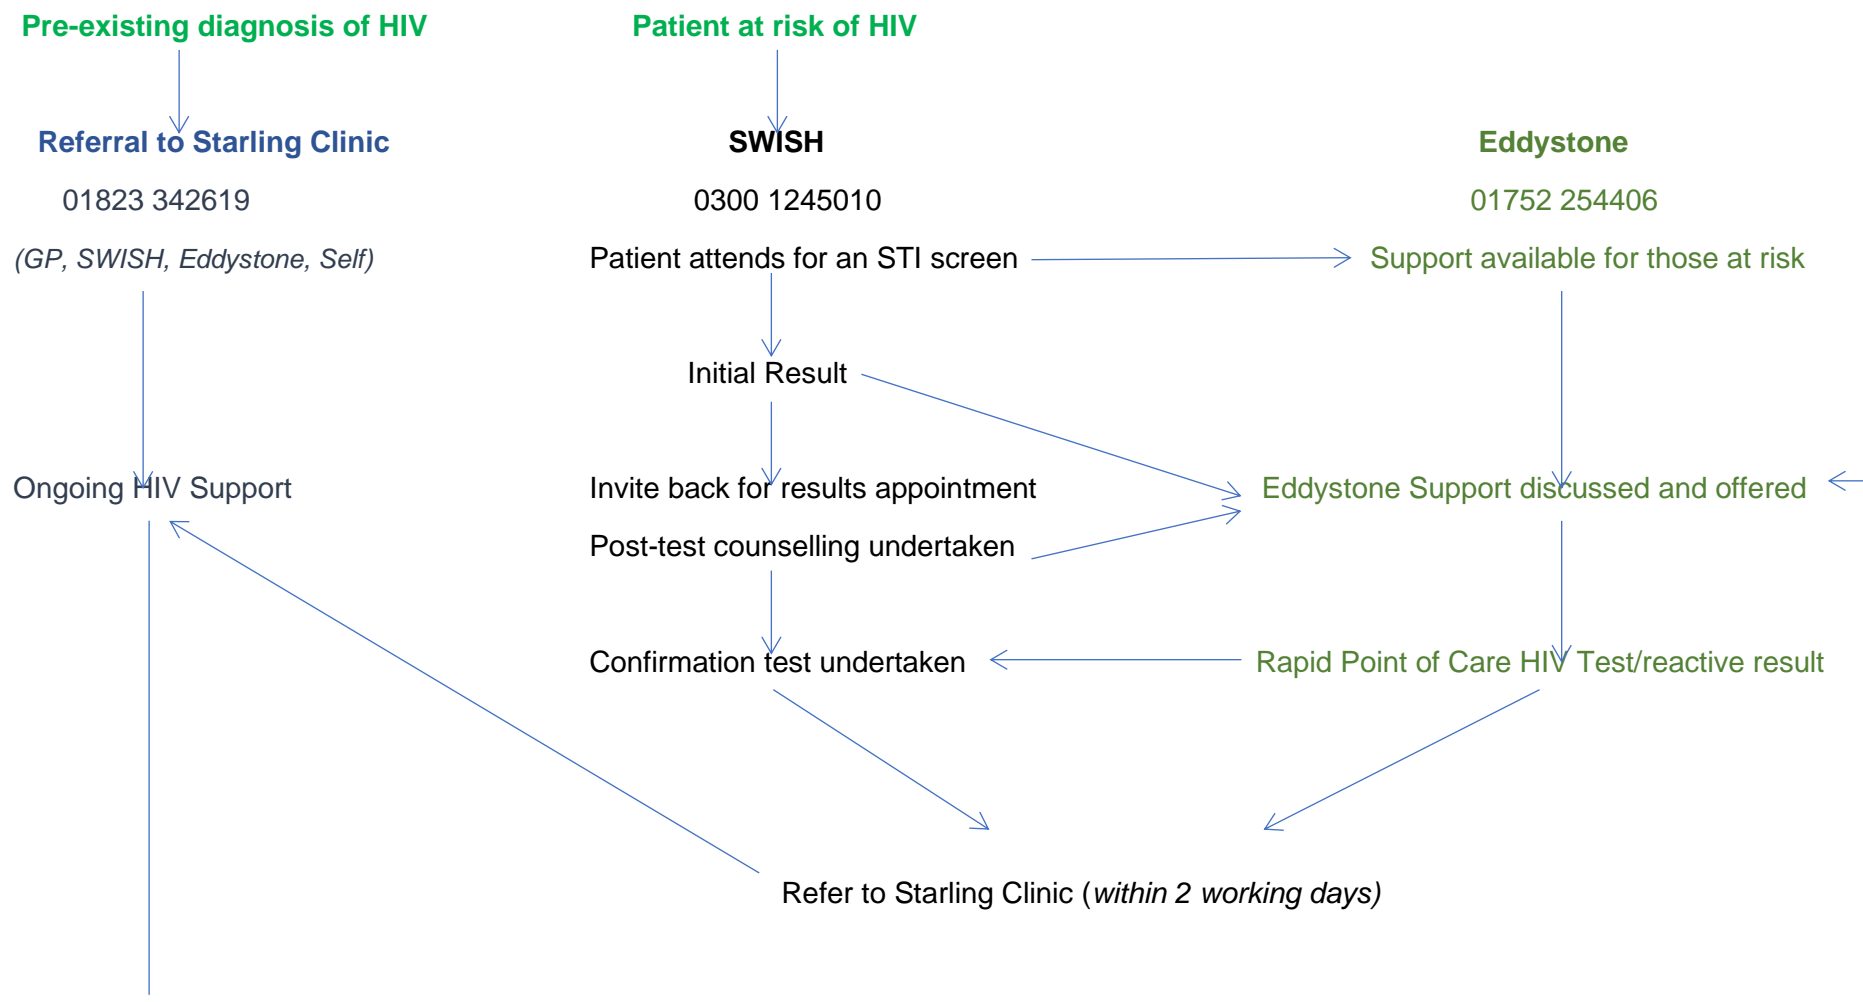 Pre-existing diagnosis of HIV
Patient at risk of HIV
Referral to Starling Clinic
SWISH
Eddystone
01823 342619
0300 1245010
01752 254406
(GP, SWISH, Eddystone, Self)
Patient attends for an STI screen
Support available for those at risk
Initial Result
Ongoing HIV Support
Invite back for results appointment
Eddystone Support discussed and offered
Post-test counselling undertaken
Confirmation test undertaken
Rapid Point of Care HIV Test/reactive result
Refer to Starling Clinic (within 2 working days)